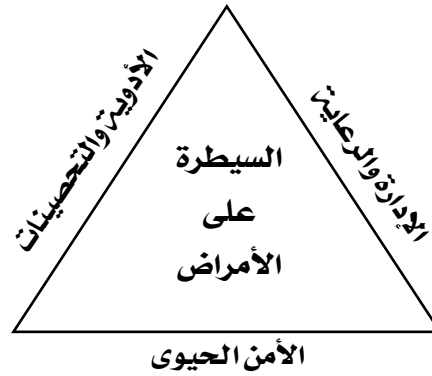 الأدوية والتحصينات
الإدارة والرعاية
السيطرة
على
الأمراض
الأمن الحيوى